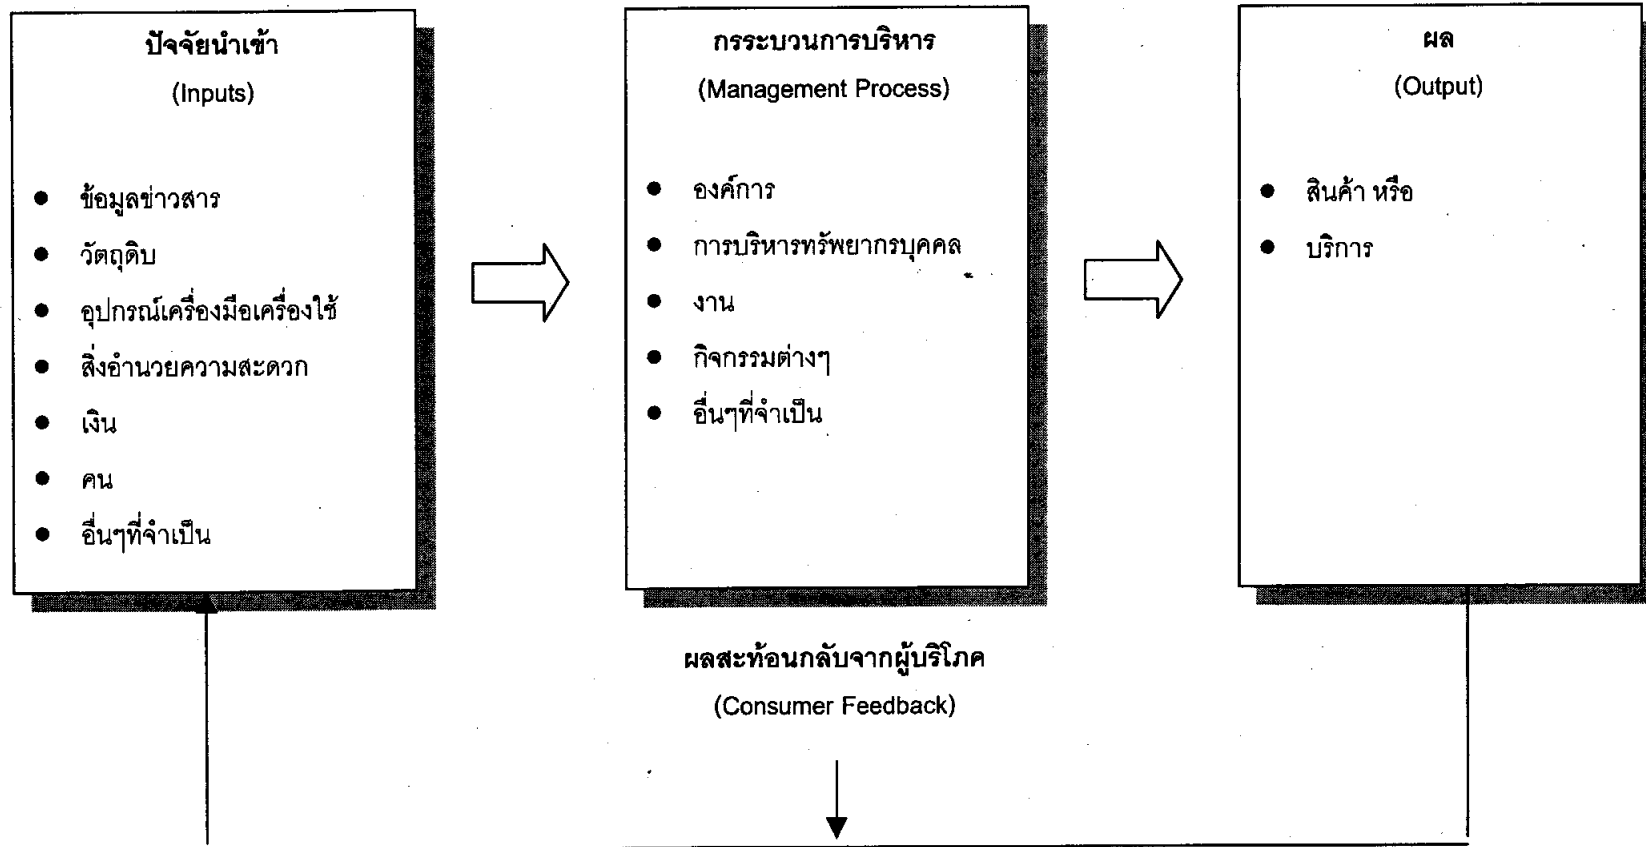 ปัจจัยนำเข้า
(Inputs)
● ข้อมูลข่าวสาร
● วัตถุดิบ
● อุปกรณ์เครื่องมือเครื่องใช้
● สิ่งอำนวยความสะดวก
● เงิน
● คน
● อื่นๆที่จำเป็น
กรระบวนการบริหาร
(Management Process)
● องค์การ
● การบริหารทรัพยากรบุคคล
● งาน
● กิจกรรมต่างๆ
● อื่นๆที่จำเป็น
ผล
(Output)
● สินค้า หรือ
● บริการ
ผลสะท้อนกลับจากผู้บริโภค
(Consumer Feedback)